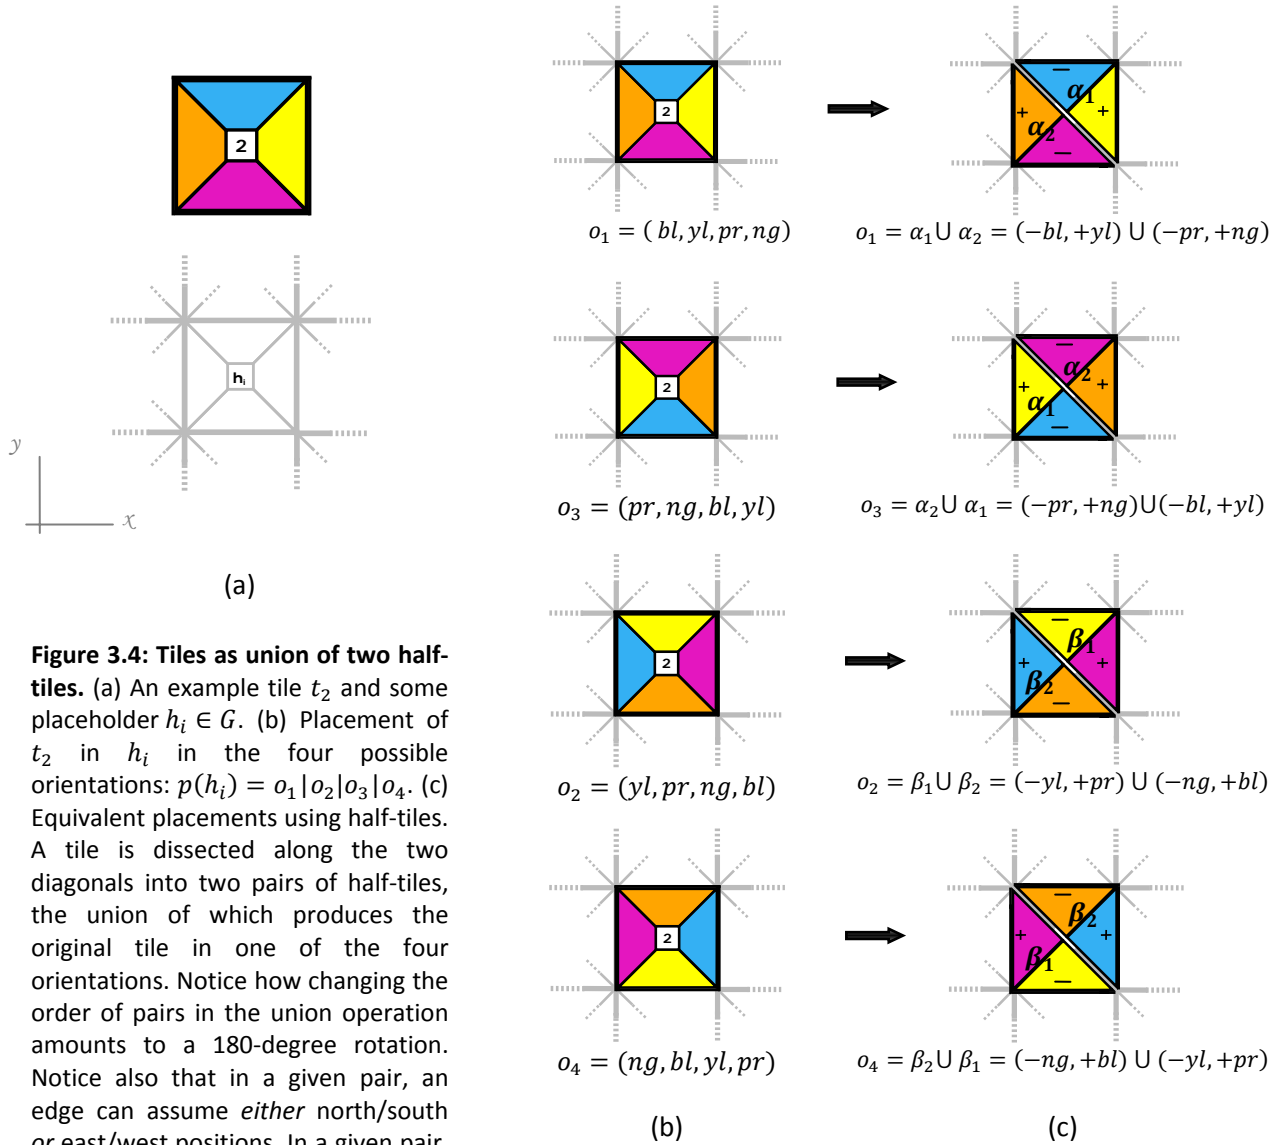 2
hᵢ
y
x
(a)
Figure 3.4: Tiles as union of two half-
tiles. (a) An example tile t₂ and some
placeholder hᵢ ∈ G. (b) Placement of
t₂ in hᵢ in the four possible
orientations: p(hᵢ) = o₁|o₂|o₃|o₄. (c)
Equivalent placements using half-tiles.
A tile is dissected along the two
diagonals into two pairs of half-tiles,
the union of which produces the
original tile in one of the four
orientations. Notice how changing the
order of pairs in the union operation
amounts to a 180-degree rotation.
Notice also that in a given pair, an
edge can assume either north/south
or east/west positions. In a given pair,
2
− α₁ + + α₂ −
o₁ = ( bl, yl, pr, ng)
o₁ = α₁∪ α₂ = (−bl, +yl) ∪ (−pr, +ng)
2
− α₂ + + α₁ −
o₃ = (pr, ng, bl, yl)
o₃ = α₂∪ α₁ = (−pr, +ng)∪(−bl, +yl)
2
− β₁ + + β₂ −
o₂ = (yl, pr, ng, bl)
o₂ = β₁∪ β₂ = (−yl, +pr) ∪ (−ng, +bl)
2
− β₂ + + β₁ −
o₄ = (ng, bl, yl, pr)
o₄ = β₂∪ β₁ = (−ng, +bl) ∪ (−yl, +pr)
(b)
(c)